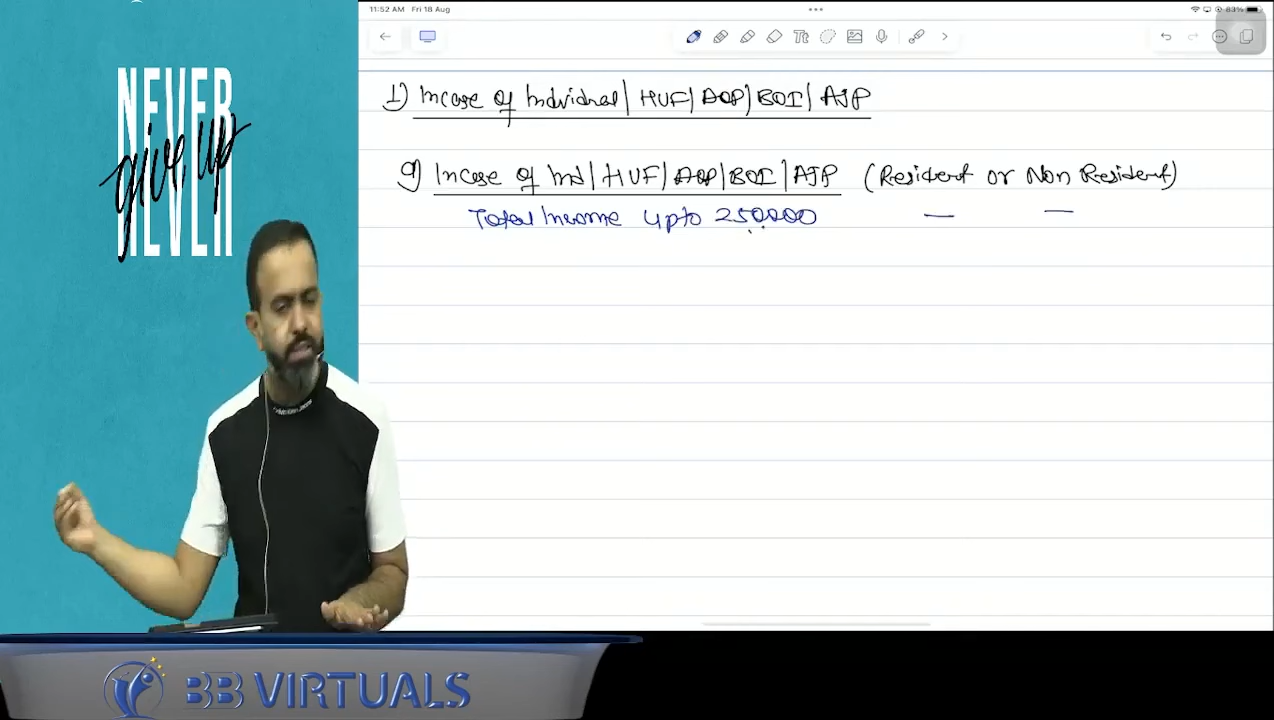 11:52 AM Fri 18 Aug
83%
NEVER
give up
NEVER
1) Incase of Individual | HUF | AOP | BOI | AJP
a) Incase of Ind | HUF | AOP | BOI | AJP (Resident or Non Resident)
Total Income upto 250000 — —
BB VIRTUALS